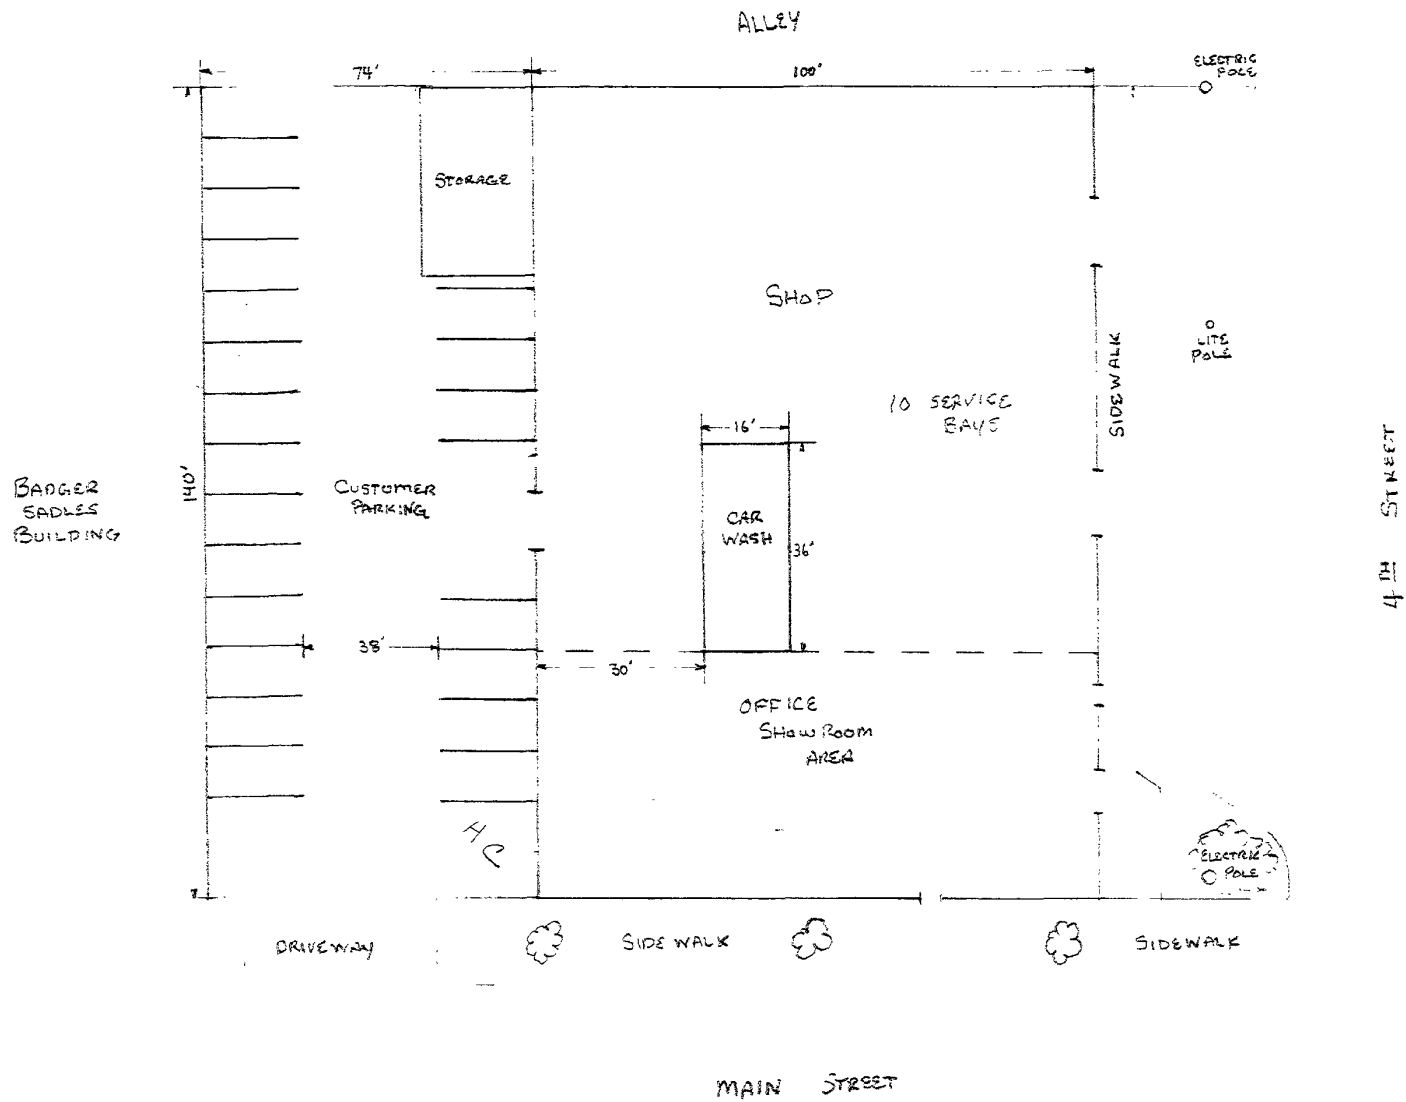 ALLEY
74'
100'
ELECTRIC
POLE
STORAGE
SHOP
LITE
POLE
SIDEWALK
10 SERVICE
BAYS
16'
4TH STREET
140'
BADGER
SADLES
BUILDING
CUSTOMER
PARKING
CAR
WASH
36'
38'
30'
OFFICE
SHOW ROOM
AREA
HC
ELECTRIC
POLE
DRIVEWAY
SIDE WALK
SIDEWALK
MAIN STREET